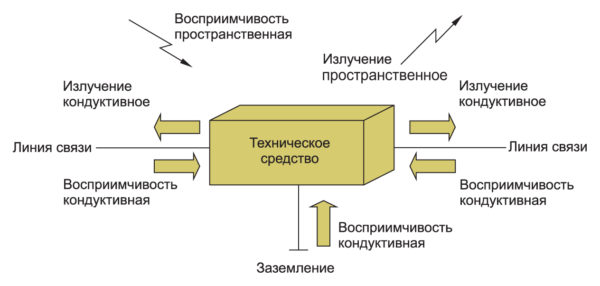 Восприимчивость
пространственная
Излучение
пространственное
Излучение
кондуктивное
Излучение
кондуктивное
Линия связи
Техническое
средство
Линия связи
Восприимчивость
кондуктивная
Восприимчивость
кондуктивная
Восприимчивость
кондуктивная
Заземление